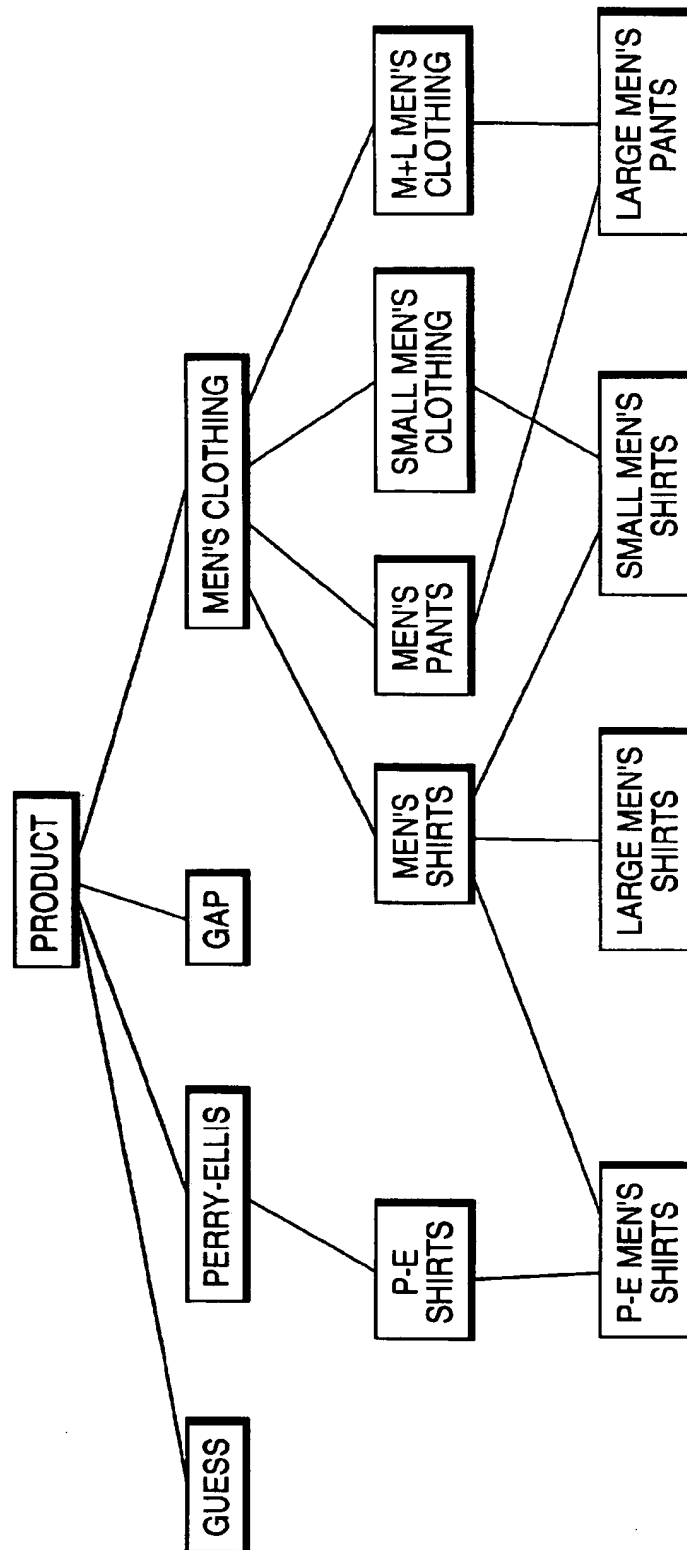 PRODUCT
GUESS
PERRY-ELLIS
GAP
MEN'S CLOTHING
P-E
SHIRTS
MEN'S
SHIRTS
MEN'S
PANTS
SMALL MEN'S
CLOTHING
M+L MEN'S
CLOTHING
P-E MEN'S
SHIRTS
LARGE MEN'S
SHIRTS
SMALL MEN'S
SHIRTS
LARGE MEN'S
PANTS